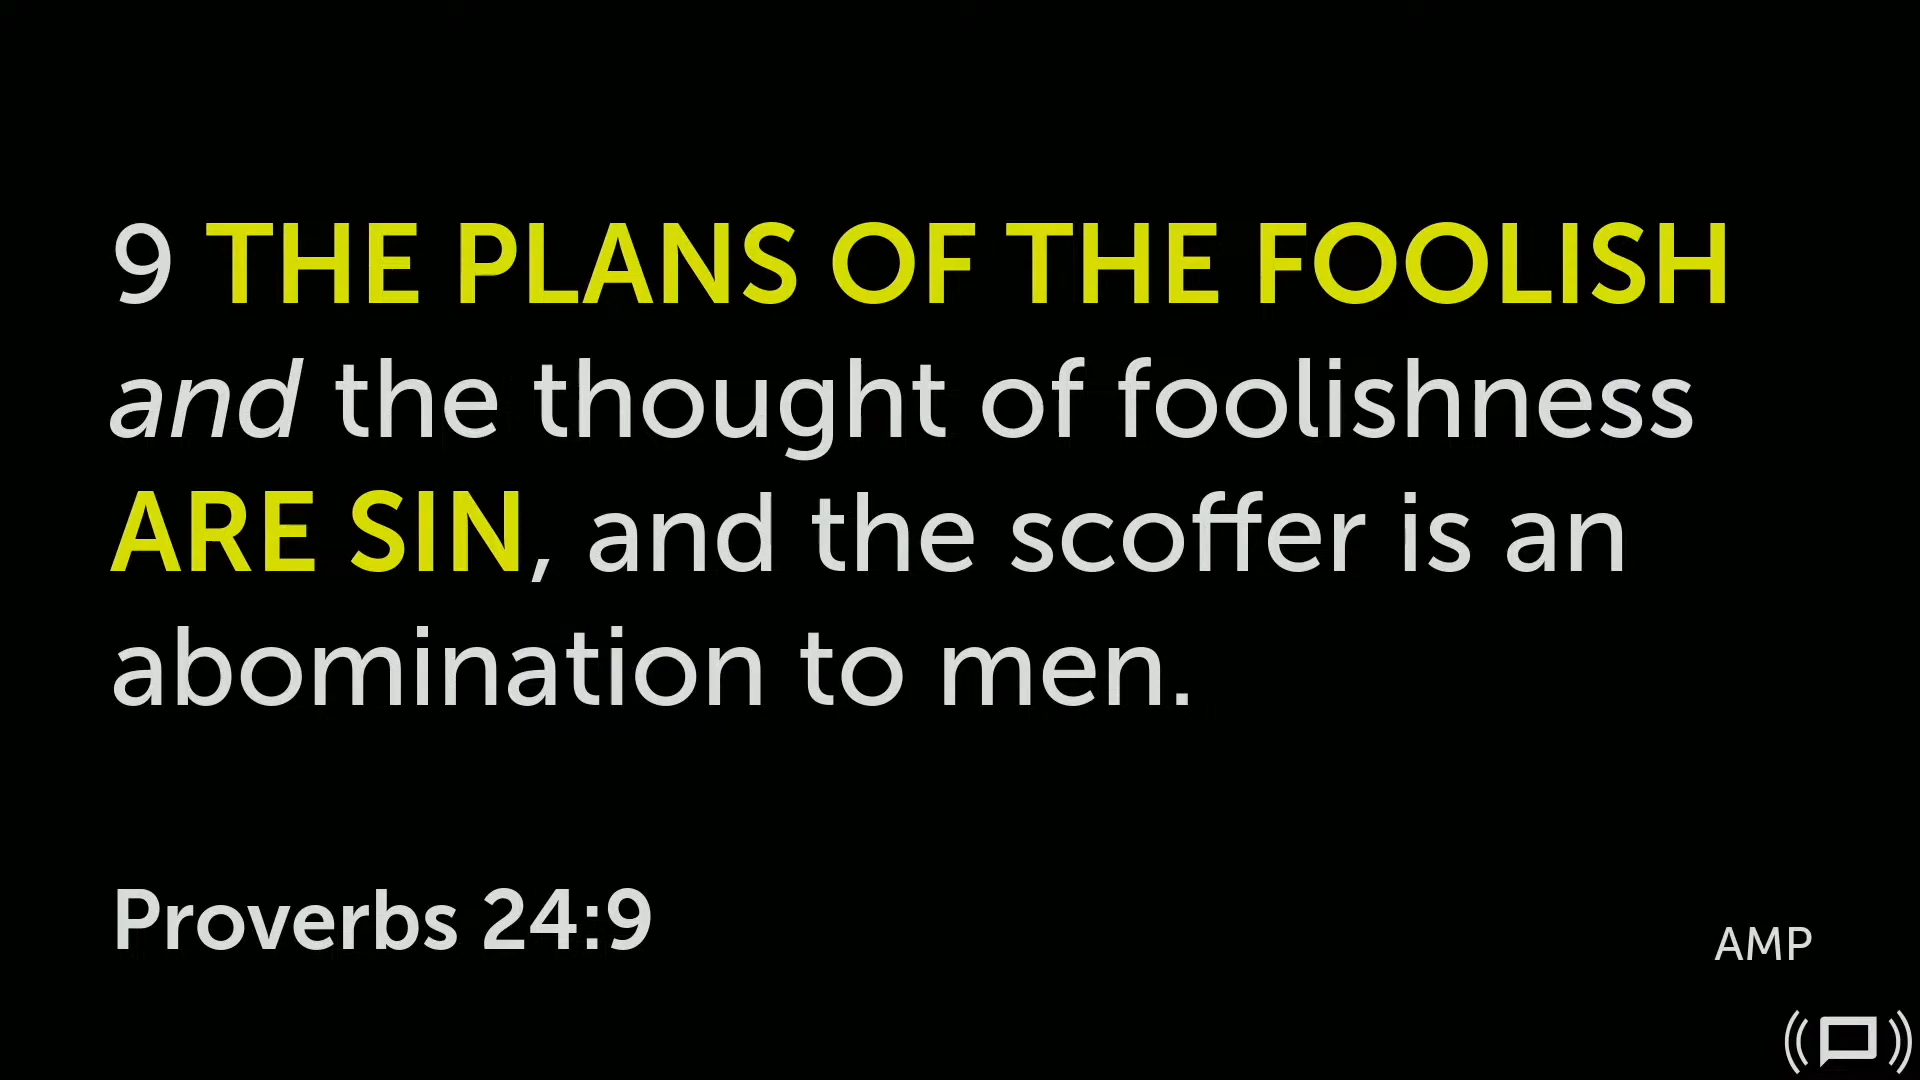 9 THE PLANS OF THE FOOLISH
and the thought of foolishness
ARE SIN, and the scoffer is an
abomination to men.
Proverbs 24:9
AMP